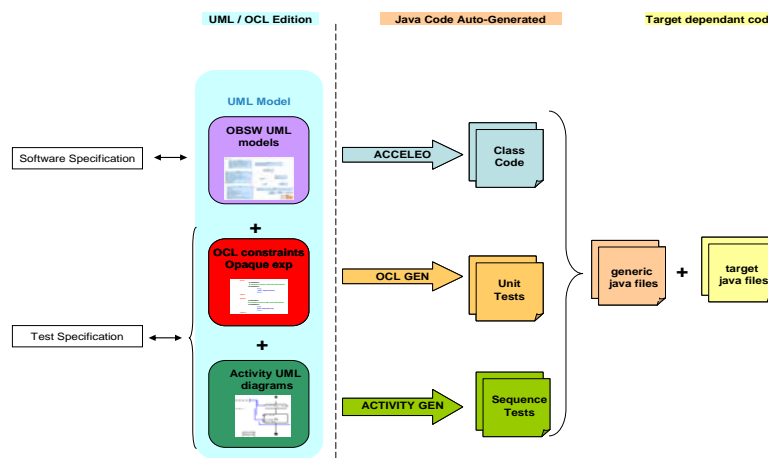 UML / OCL Edition
Java Code Auto-Generated
Target dependant cod
UML Model
OBSW UML
models
Software Specification
ACCELEO
Class
Code
+
OCL constraints
Opaque exp
OCL GEN
Unit
Tests
generic
java files
+
target
java files
Test Specification
+
Activity UML
diagrams
ACTIVITY GEN
Sequence
Tests